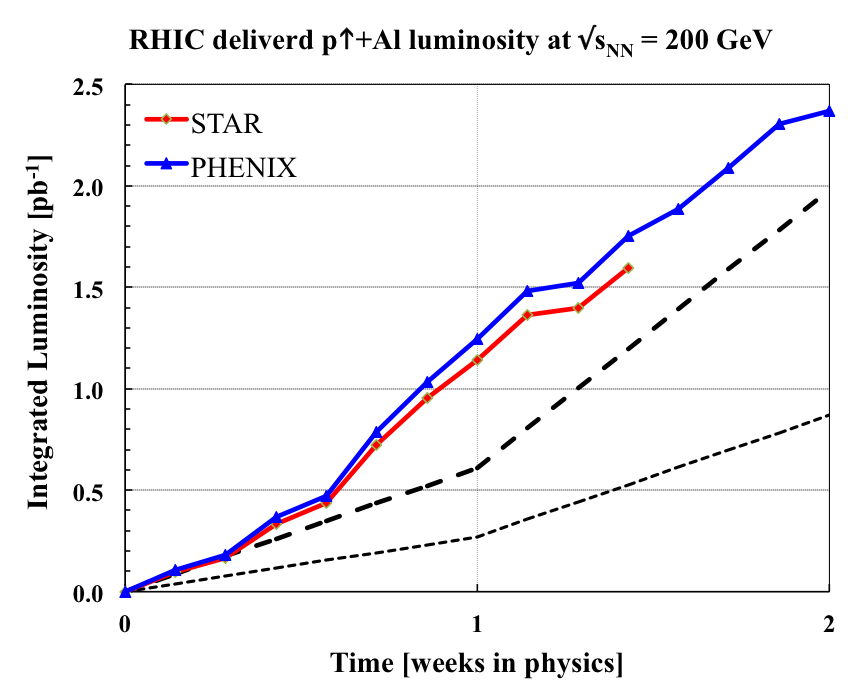 RHIC deliverd p↑+Al luminosity at √sNN = 200 GeV
2.5
2.0
1.5
1.0
0.5
0.0
STAR
PHENIX
Integrated Luminosity [pb-1]
0 1 2
Time [weeks in physics]